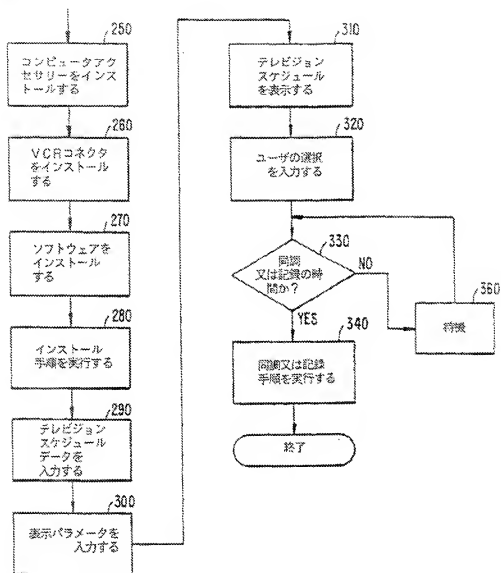 250
コンピュータアク
セサリーをインス
トールする
260
VCRコネクタ
をインストール
する
270
ソフトウェアを
インストール
する
280
インストール
手順を実行する
290
テレビジョン
スケジュール
データを
入力する
300
表示パラメータを
入力する
310
テレビジョン
スケジュール
を表示する
320
ユーザの選択
を入力する
330
同調
又は記録の時
間か?
NO
YES
360
待機
340
同調又は記録
手順を実行する
終了